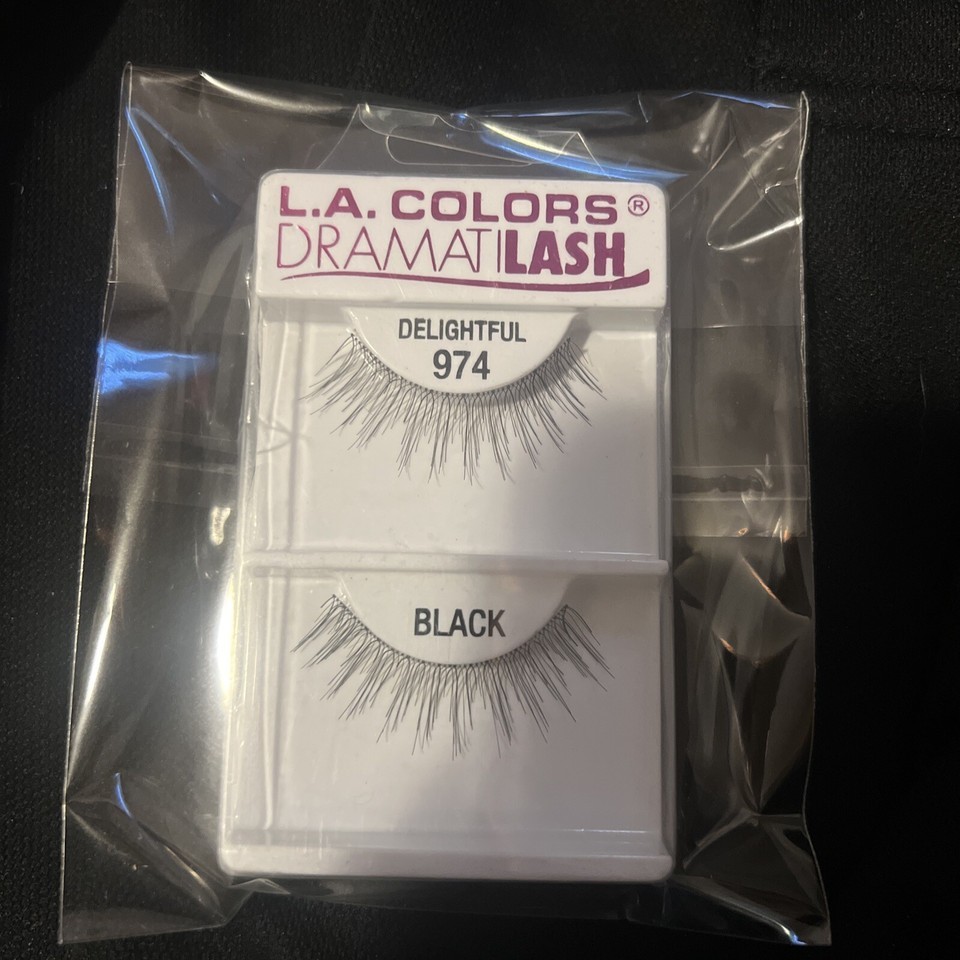 L.A. COLORS®
DRAMATILASH
DELIGHTFUL
974
BLACK